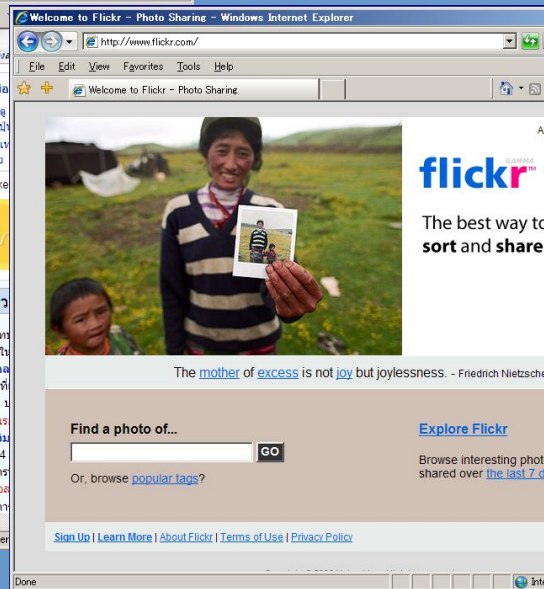 Welcome to Flickr - Photo Sharing - Windows Internet Explorer
http://www.flickr.com/
File Edit View Favorites Tools Help
Welcome to Flickr - Photo Sharing
flickr™
GAMMA
The best way to
sort and share
The mother of excess is not joy but joylessness. - Friedrich Nietzsche
Find a photo of...
GO
Or, browse popular tags?
Explore Flickr
Browse interesting phot
shared over the last 7 d
Sign Up | Learn More | About Flickr | Terms of Use | Privacy Policy
Done
Inte